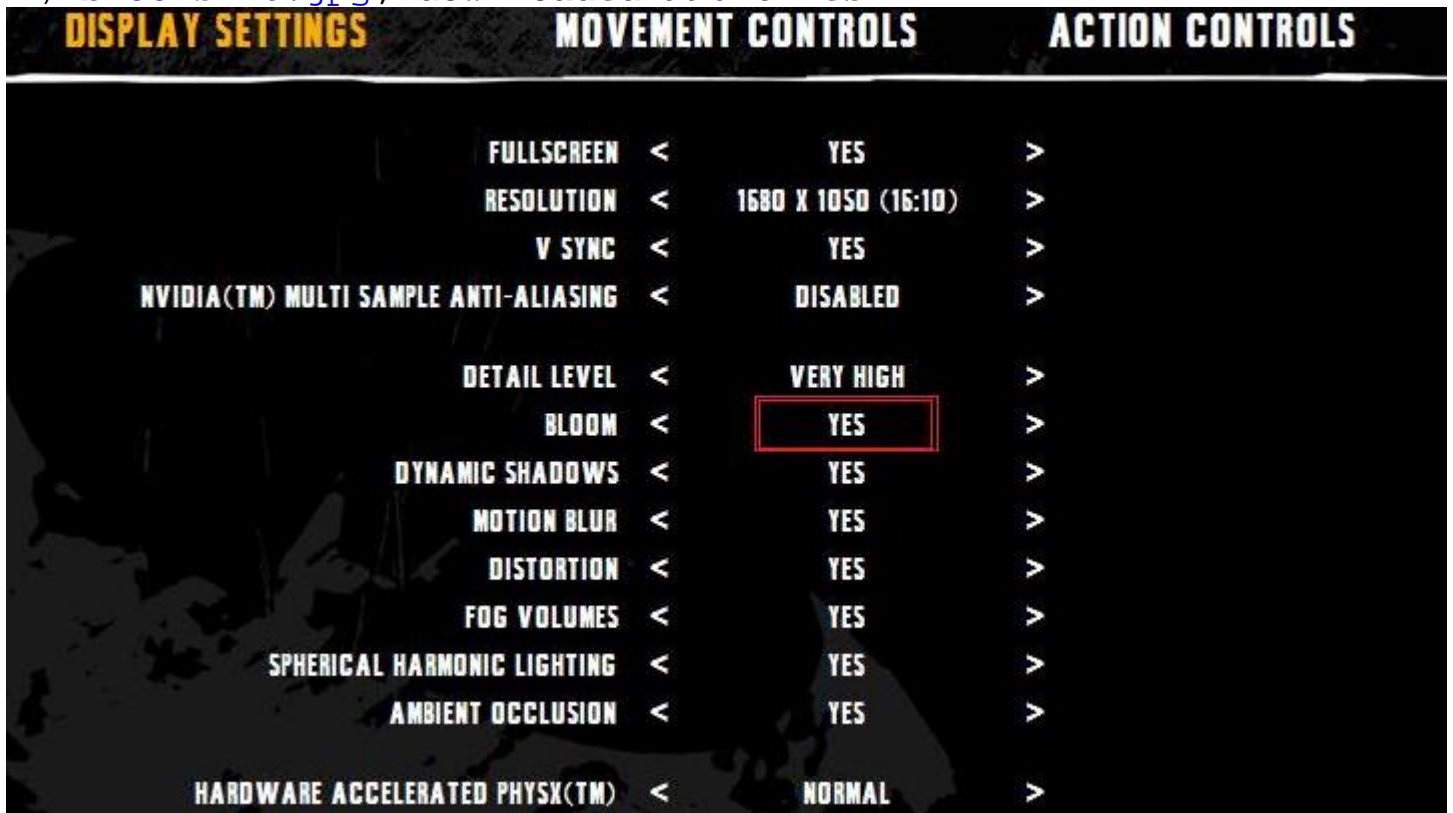 DISPLAY SETTINGS MOVEMENT CONTROLS ACTION CONTROLS
FULLSCREEN < YES >
RESOLUTION < 1680 X 1050 (16:10) >
V SYNC < YES >
NVIDIA(TM) MULTI SAMPLE ANTI-ALIASING < DISABLED >
DETAIL LEVEL < VERY HIGH >
BLOOM < YES >
DYNAMIC SHADOWS < YES >
MOTION BLUR < YES >
DISTORTION < YES >
FOG VOLUMES < YES >
SPHERICAL HARMONIC LIGHTING < YES >
AMBIENT OCCLUSION < YES >
HARDWARE ACCELERATED PHYSX(TM) < NORMAL >